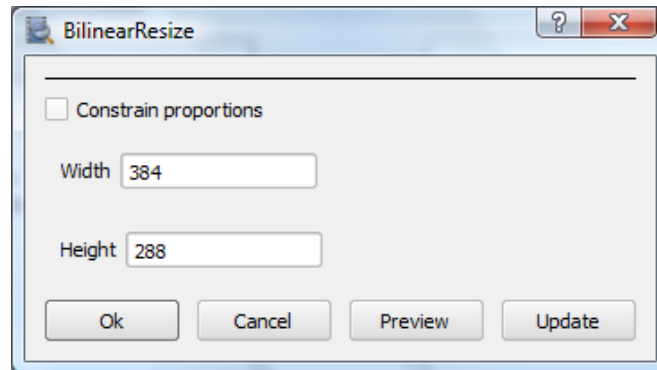 BilinearResize
Constrain proportions
Width 384
Height 288
Ok Cancel Preview Update